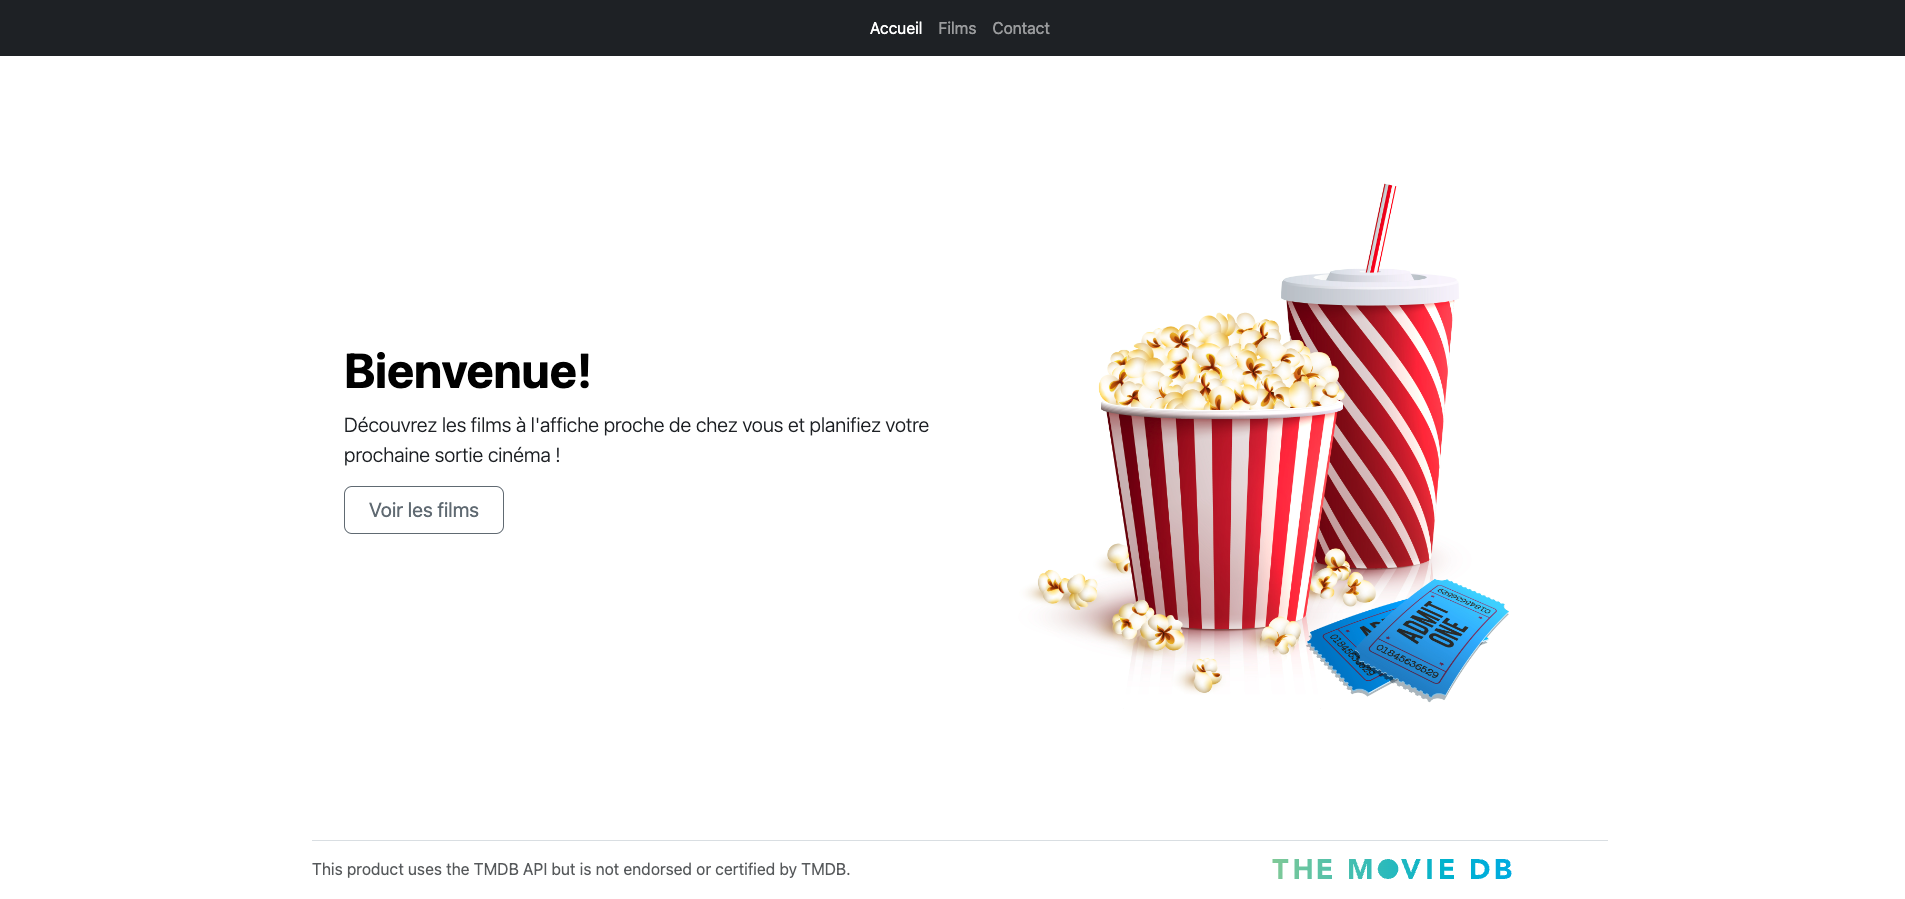 Accueil Films Contact
Bienvenue!
Découvrez les films à l'affiche proche de chez vous et planifiez votre
prochaine sortie cinéma !
Voir les films
ADMIT
ONE
01845636529
This product uses the TMDB API but is not endorsed or certified by TMDB.
THE MOVIE DB